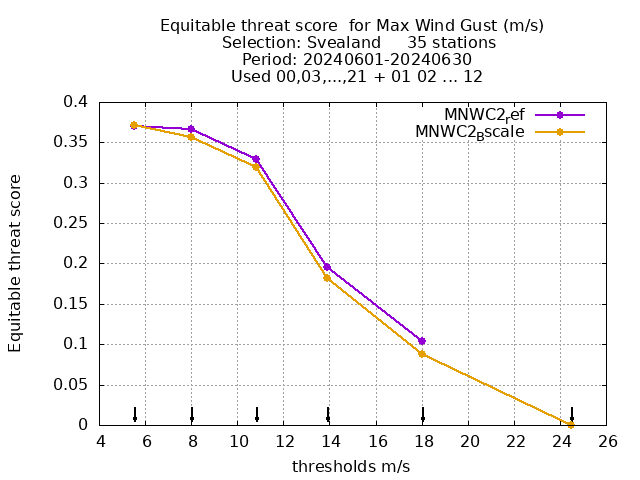 Equitable threat score  for Max Wind Gust (m/s)
Selection: Svealand     35 stations
Period: 20240601-20240630
Used 00,03,...,21 + 01 02 ... 12
MNWC2ref
MNWC2Bscale
Equitable threat score
0.4
0.35
0.3
0.25
0.2
0.15
0.1
0.05
0
4 6 8 10 12 14 16 18 20 22 24 26
thresholds m/s